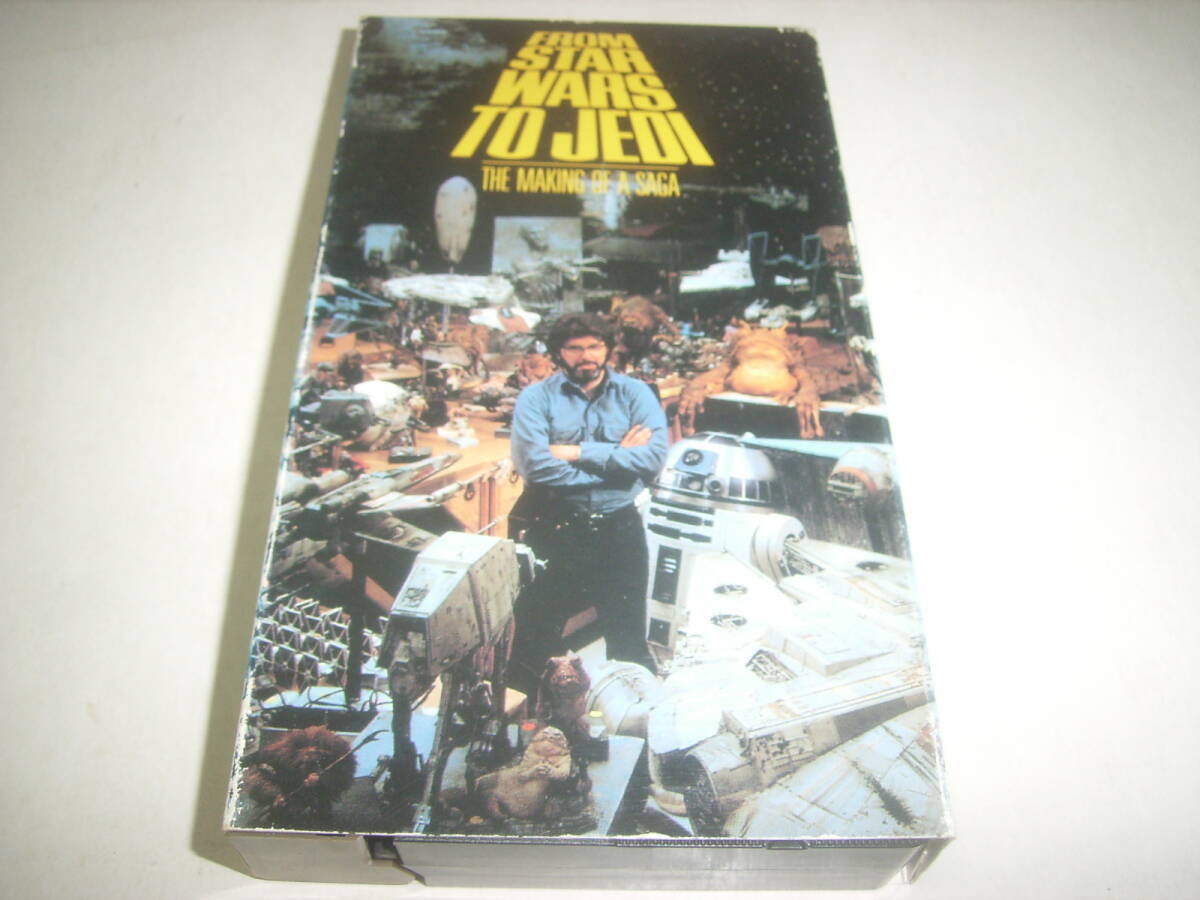 FROM
STAR
WARS
TO JEDI
THE MAKING OF A SAGA